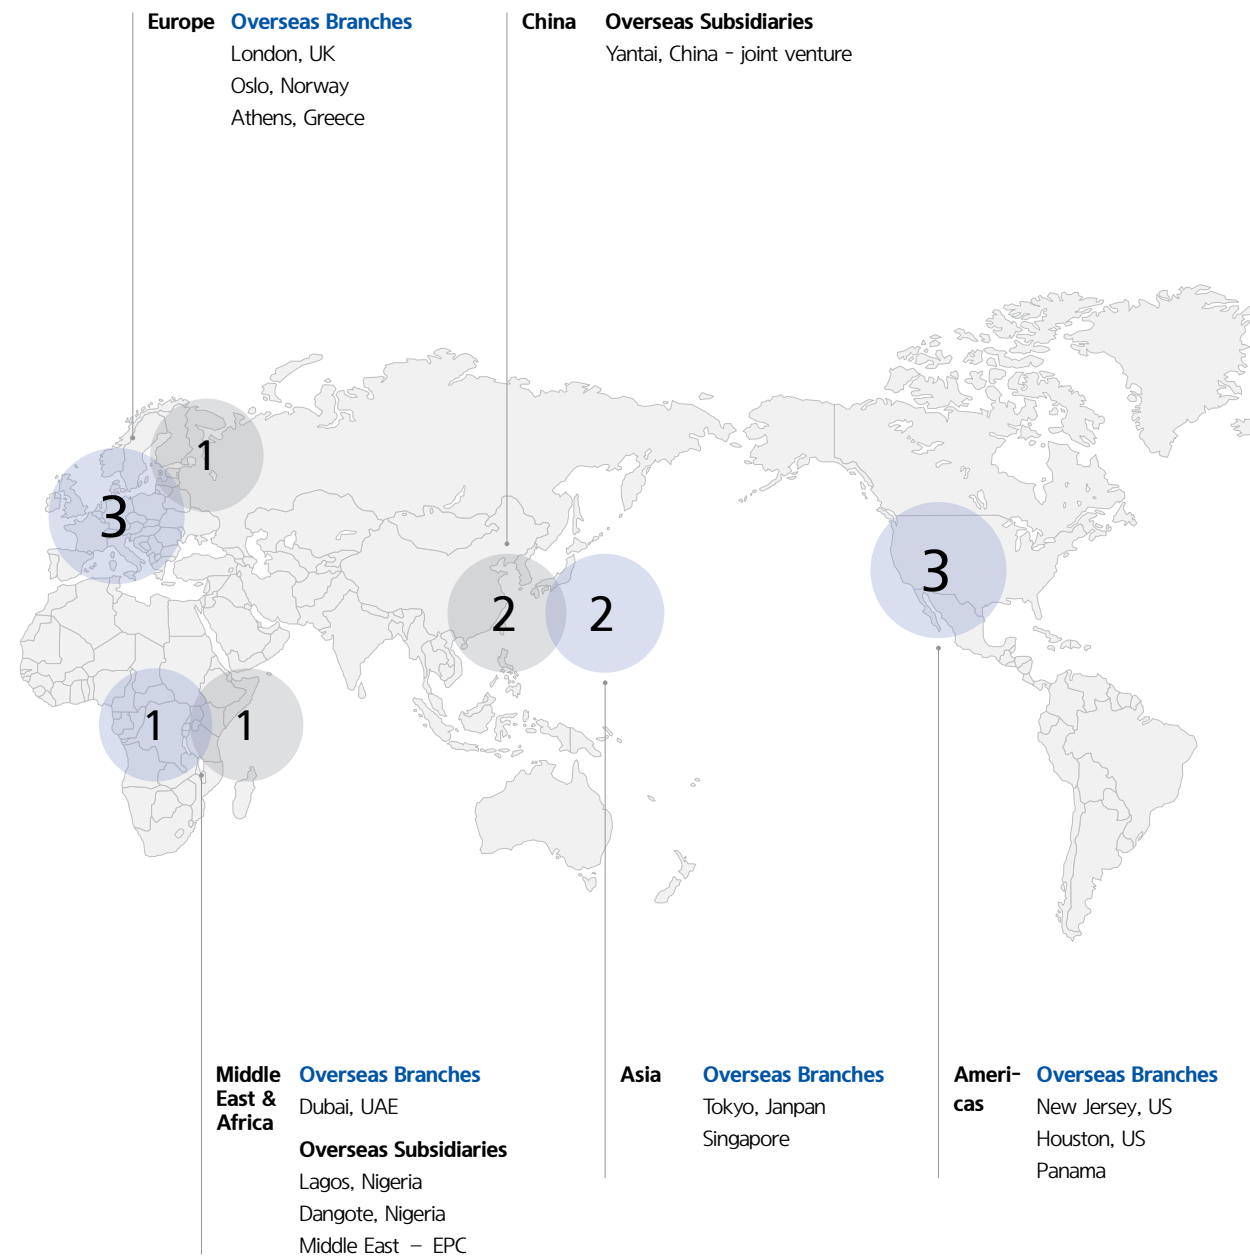 Europe
Overseas Branches
London, UK
Oslo, Norway
Athens, Greece
China
Overseas Subsidiaries
Yantai, China - joint venture
1
3
2
2
3
1
1
Middle
East &
Africa
Overseas Branches
Dubai, UAE
Overseas Subsidiaries
Lagos, Nigeria
Dangote, Nigeria
Middle East – EPC
Asia
Overseas Branches
Tokyo, Janpan
Singapore
Ameri-
cas
Overseas Branches
New Jersey, US
Houston, US
Panama